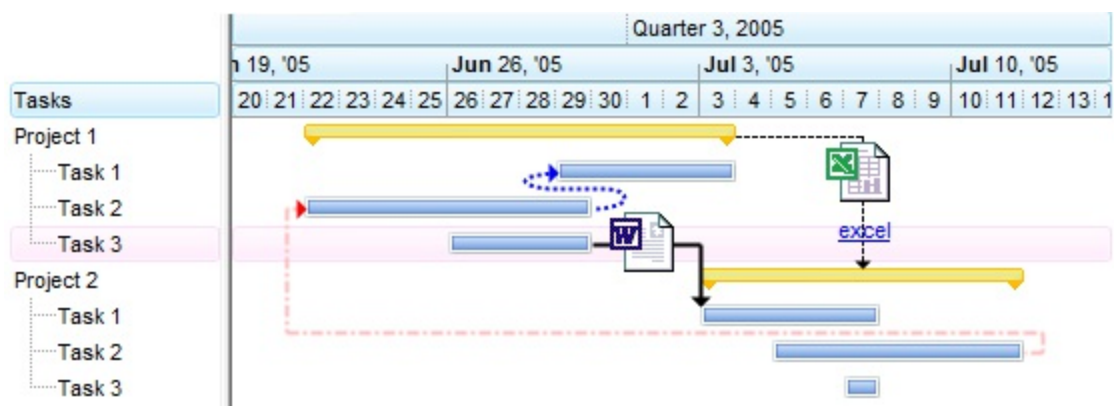 Quarter 3, 2005
19, '05 Jun 26, '05 Jul 3, '05 Jul 10, '05
Tasks 20 21 22 23 24 25 26 27 28 29 30 1 2 3 4 5 6 7 8 9 10 11 12 13
Project 1
Task 1
Task 2
W
Task 3 excel
Project 2
Task 1
Task 2
Task 3